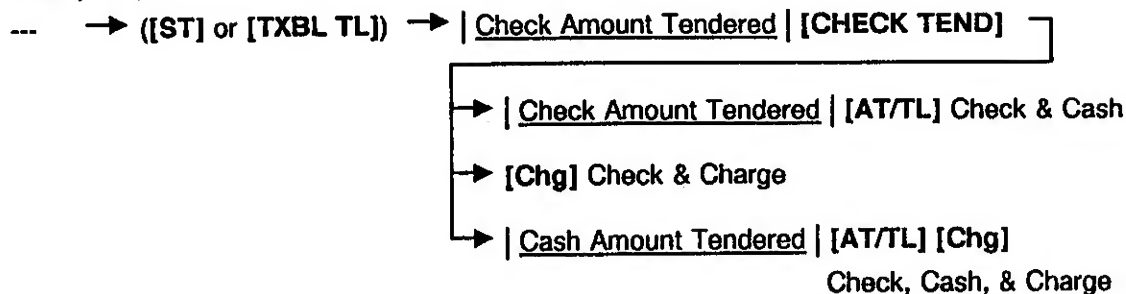 --- → ([ST] or [TXBL TL]) → | Check Amount Tendered | [CHECK TEND]
→ | Check Amount Tendered | [AT/TL] Check & Cash
→ [Chg] Check & Charge
→ | Cash Amount Tendered | [AT/TL] [Chg]
Check, Cash, & Charge